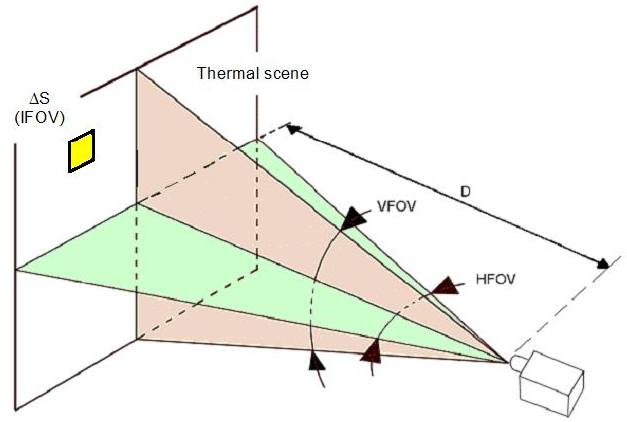 Thermal scene
ΔS
(IFOV)
D
VFOV
HFOV